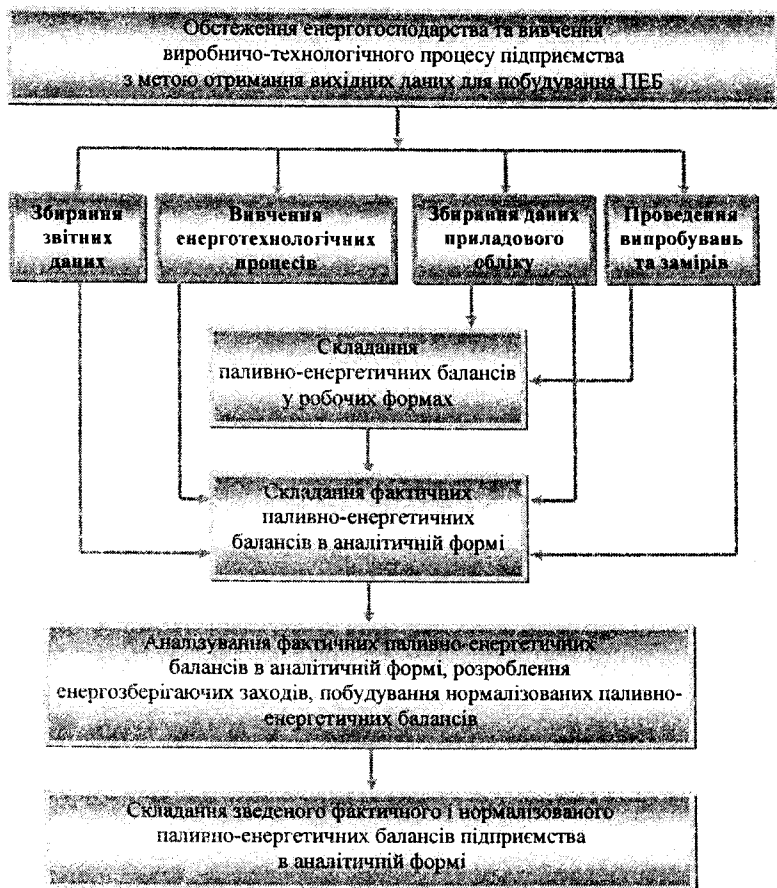 Обстеження енергогосподарства та вивчення
виробничо-технологічного процесу підприємства
з метою отримання вихідних даних для побудування ПЕБ
Збирання
звітних
даних
Вивчення
енерготехнологічних
процесів
Збирання даних
приладового
обліку
Проведення
випробувань
та замірів
Складання
паливно-енергетичних балансів
у робочих формах
Складання фактичних
паливно-енергетичних
балансів в аналітичній формі
Аналізування фактичних паливно-енергетичних
балансів в аналітичній формі, розроблення
енергозберігаючих заходів, побудування нормалізованих паливно-
енергетичних балансів
Складання зведеного фактичного і нормалізованого
паливно-енергетичних балансів підприємства
в аналітичній формі